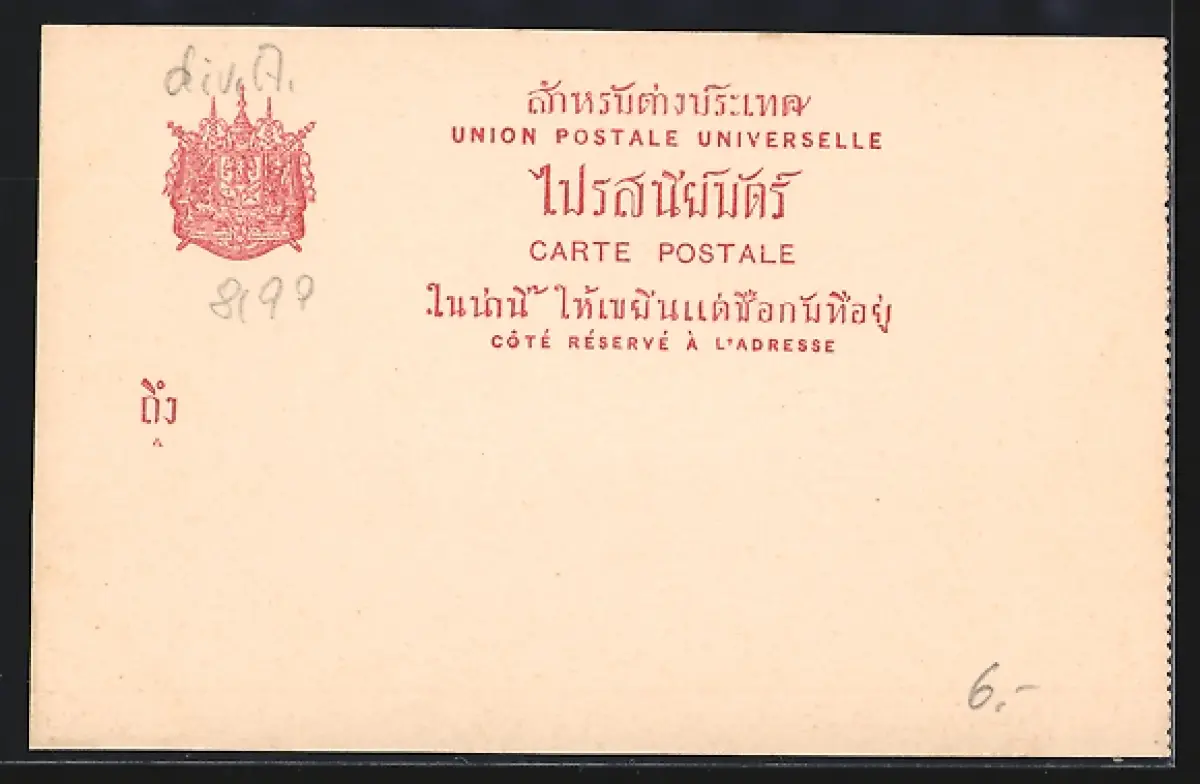 สำหรับต่างประเทศ
UNION POSTALE UNIVERSELLE
ไปรสนียบัตร์
CARTE POSTALE
ในน่านี้ ให้เขยีนแต่ชื่อกับที่อยู่
CÔTÉ RÉSERVÉ À L'ADRESSE
ถึง
6.-